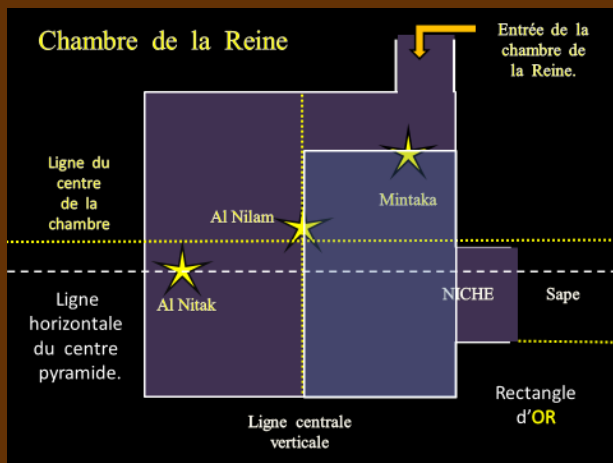 Chambre de la Reine
Entrée de la
chambre de
la Reine.
Ligne du
centre
de la
chambre
Mintaka
Al Nilam
Al Nitak
NICHE
Sape
Ligne
horizontale
du centre
pyramide.
Rectangle
d'OR
Ligne centrale
verticale